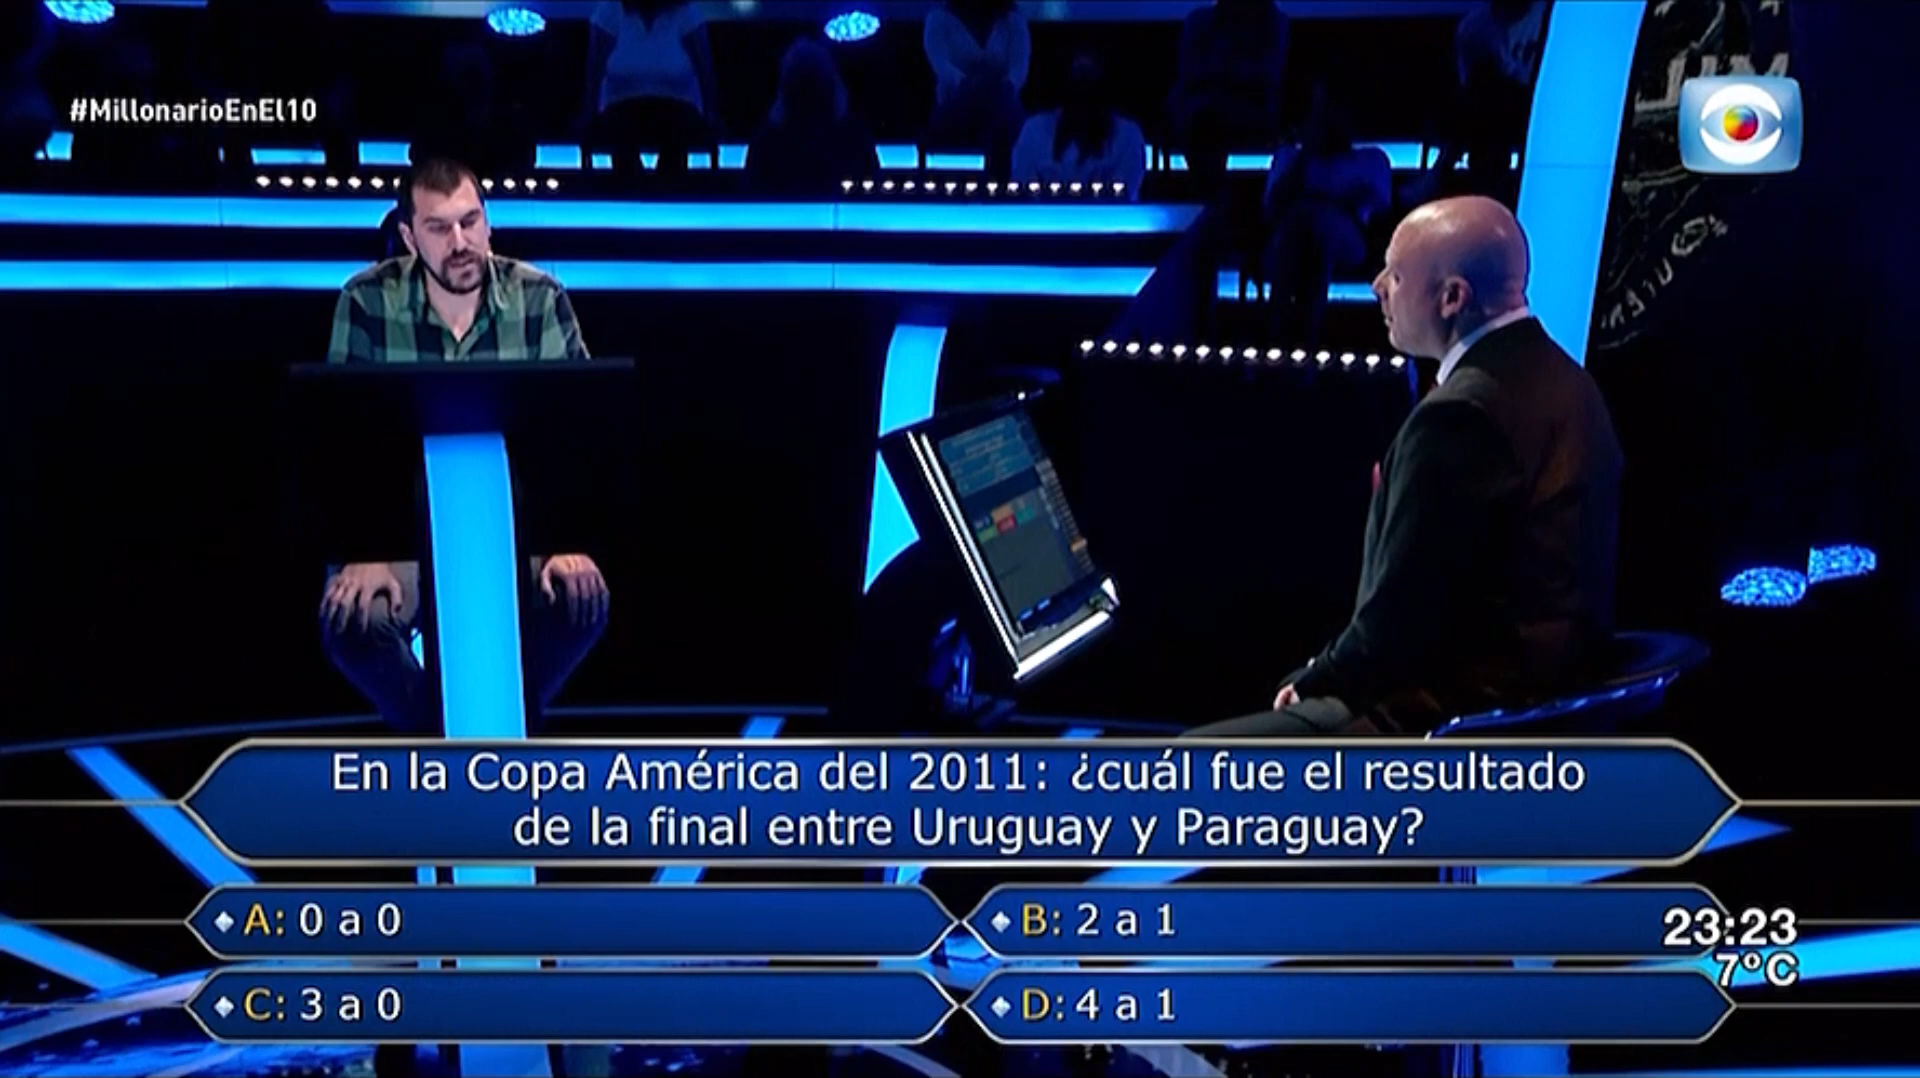 #MillonarioEnEl10
En la Copa América del 2011: ¿cuál fue el resultado
de la final entre Uruguay y Paraguay?
A: 0 a 0
B: 2 a 1
C: 3 a 0
D: 4 a 1
23:23
7°C